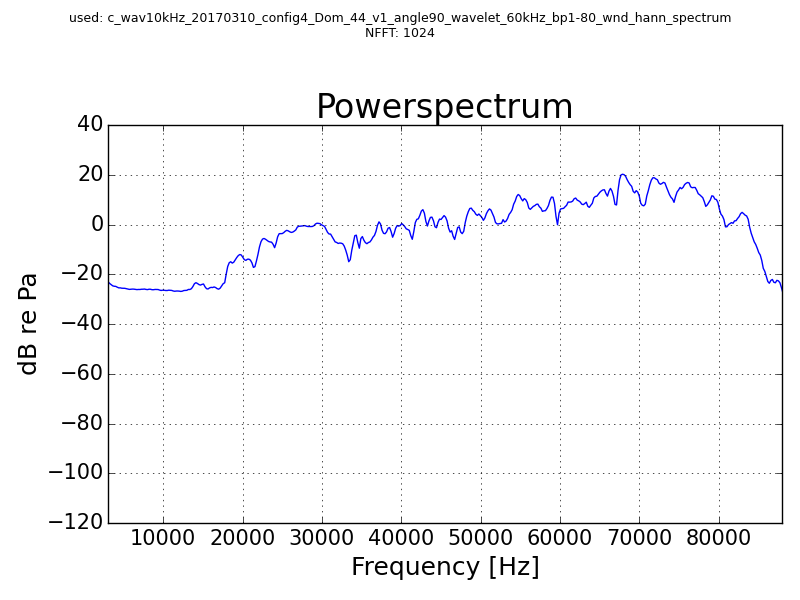 used: c_wav10kHz_20170310_config4_Dom_44_v1_angle90_wavelet_60kHz_bp1-80_wnd_hann_spectrum
NFFT: 1024
Powerspectrum
40
20
0
−20
−40
−60
−80
−100
−120
dB re Pa
10000 20000 30000 40000 50000 60000 70000 80000
Frequency [Hz]